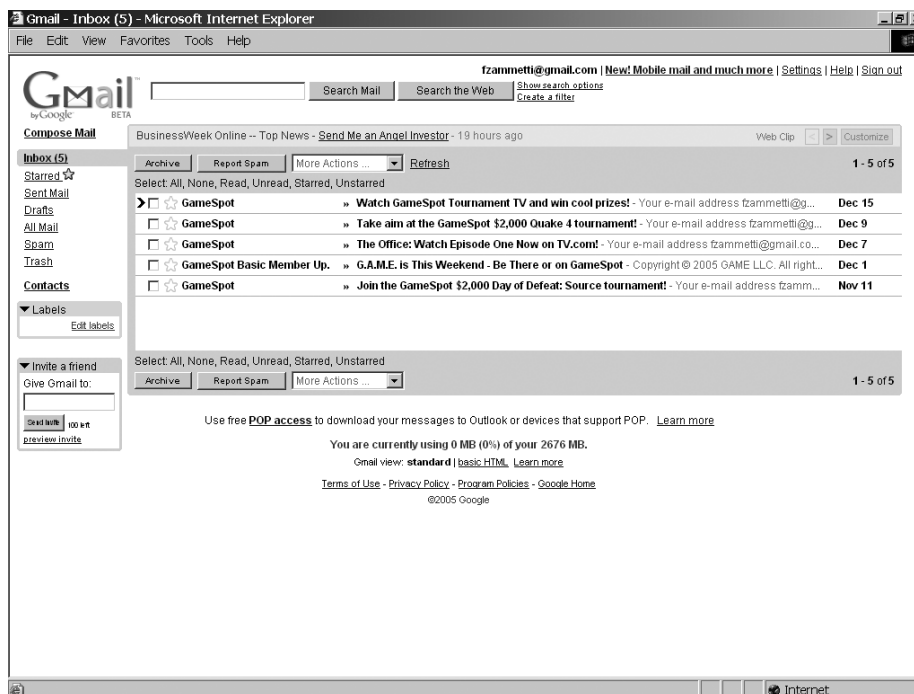 Gmail - Inbox (5) - Microsoft Internet Explorer
File Edit View Favorites Tools Help
fzammetti@gmail.com | New! Mobile mail and much more | Settings | Help | Sign out
Gmail™
by Google BETA
Search Mail Search the Web Show search options
Create a filter
Compose Mail
BusinessWeek Online -- Top News - Send Me an Angel Investor - 19 hours ago Web Clip < > Customize
Inbox (5)
Starred
Sent Mail
Drafts
All Mail
Spam
Trash
Contacts
Labels
Edit labels
Invite a friend
Give Gmail to:
Send Invite 100 left
preview invite
Archive Report Spam More Actions ... Refresh 1 - 5 of 5
Select: All, None, Read, Unread, Starred, Unstarred
GameSpot » Watch GameSpot Tournament TV and win cool prizes! - Your e-mail address fzammetti@g... Dec 15
GameSpot » Take aim at the GameSpot $2,000 Quake 4 tournament! - Your e-mail address fzammetti@g... Dec 9
GameSpot » The Office: Watch Episode One Now on TV.com! - Your e-mail address fzammetti@gmail.co... Dec 7
GameSpot Basic Member Up. » G.A.M.E. is This Weekend - Be There or on GameSpot - Copyright © 2005 GAME LLC. All right... Dec 1
GameSpot » Join the GameSpot $2,000 Day of Defeat: Source tournament! - Your e-mail address fzamm... Nov 11
Select: All, None, Read, Unread, Starred, Unstarred
Archive Report Spam More Actions ... 1 - 5 of 5
Use free POP access to download your messages to Outlook or devices that support POP. Learn more
You are currently using 0 MB (0%) of your 2676 MB.
Gmail view: standard | basic HTML Learn more
Terms of Use - Privacy Policy - Program Policies - Google Home
©2005 Google
Internet